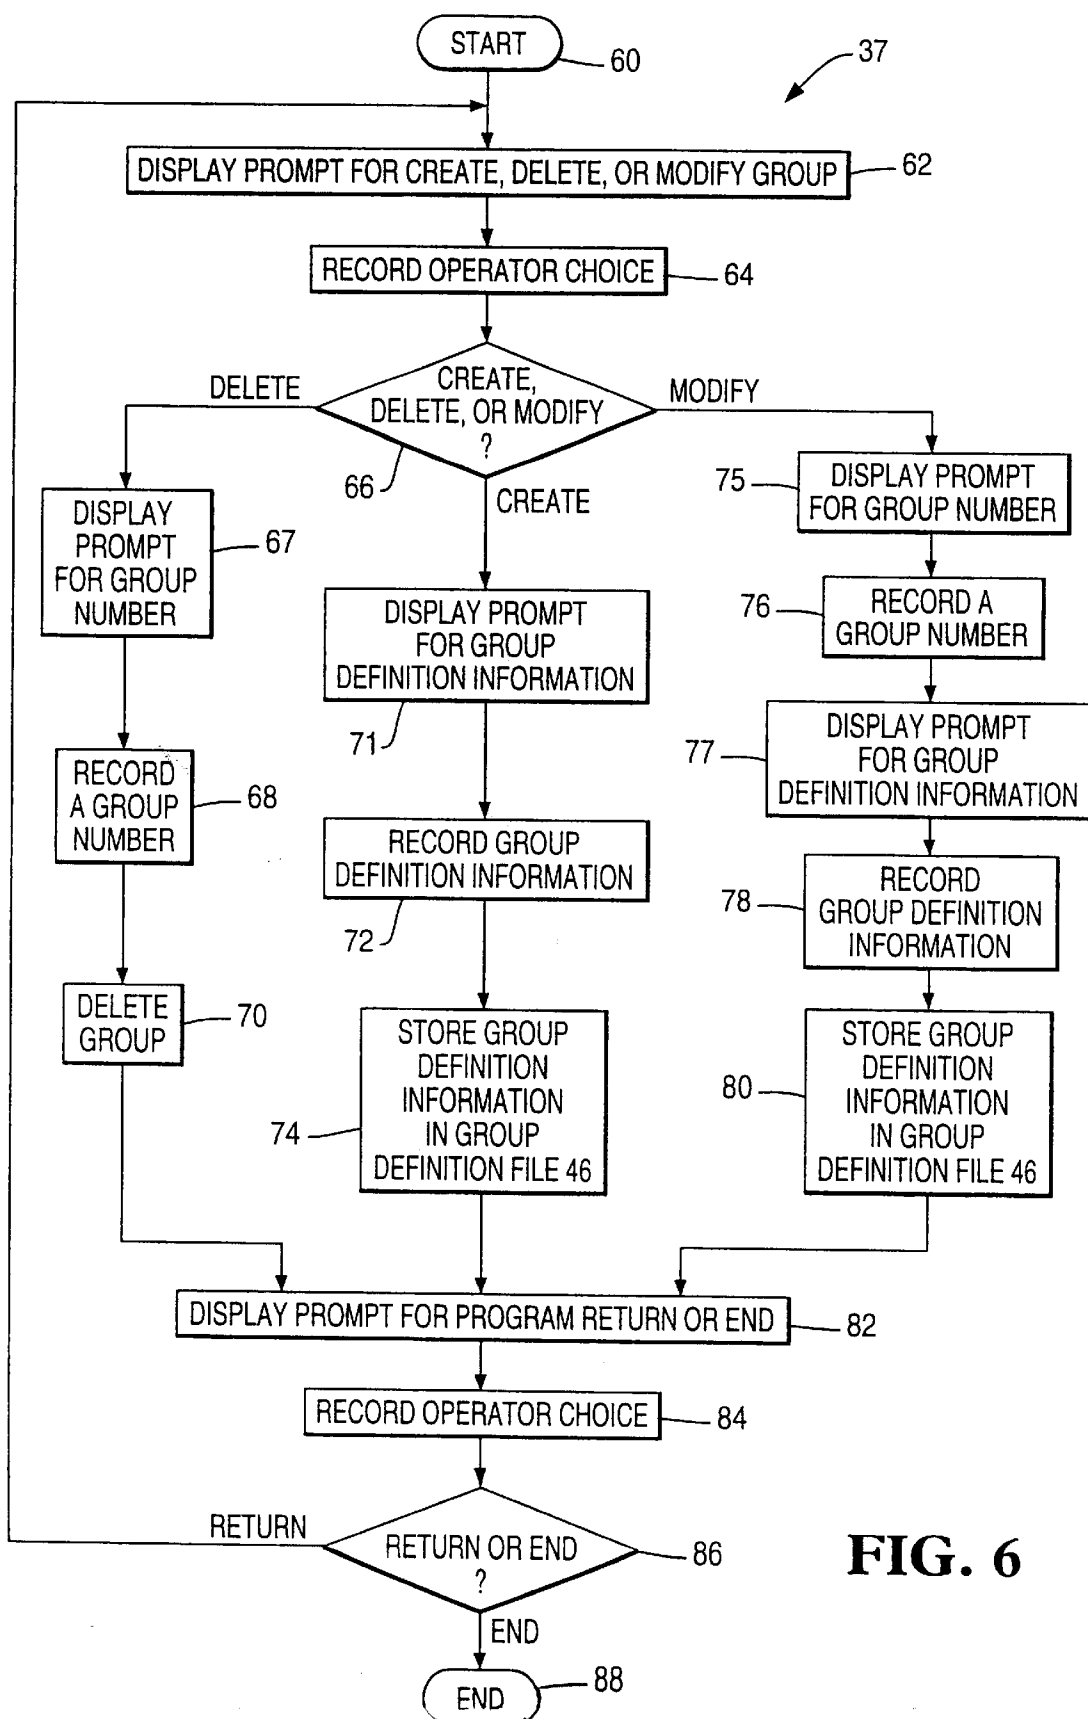 START
60
37
DISPLAY PROMPT FOR CREATE, DELETE, OR MODIFY GROUP
62
RECORD OPERATOR CHOICE
64
DELETE
CREATE,
DELETE, OR MODIFY
?
MODIFY
66
CREATE
DISPLAY
PROMPT
FOR GROUP
NUMBER
67
RECORD
A GROUP
NUMBER
68
DELETE
GROUP
70
DISPLAY PROMPT
FOR GROUP
DEFINITION INFORMATION
71
RECORD GROUP
DEFINITION INFORMATION
72
STORE GROUP
DEFINITION
INFORMATION
IN GROUP
DEFINITION FILE 46
74
75
DISPLAY PROMPT
FOR GROUP NUMBER
76
RECORD A
GROUP NUMBER
77
DISPLAY PROMPT
FOR GROUP
DEFINITION INFORMATION
78
RECORD
GROUP DEFINITION
INFORMATION
80
STORE GROUP
DEFINITION
INFORMATION
IN GROUP
DEFINITION FILE 46
DISPLAY PROMPT FOR PROGRAM RETURN OR END
82
RECORD OPERATOR CHOICE
84
RETURN
RETURN OR END
?
86
END
END
88
FIG. 6